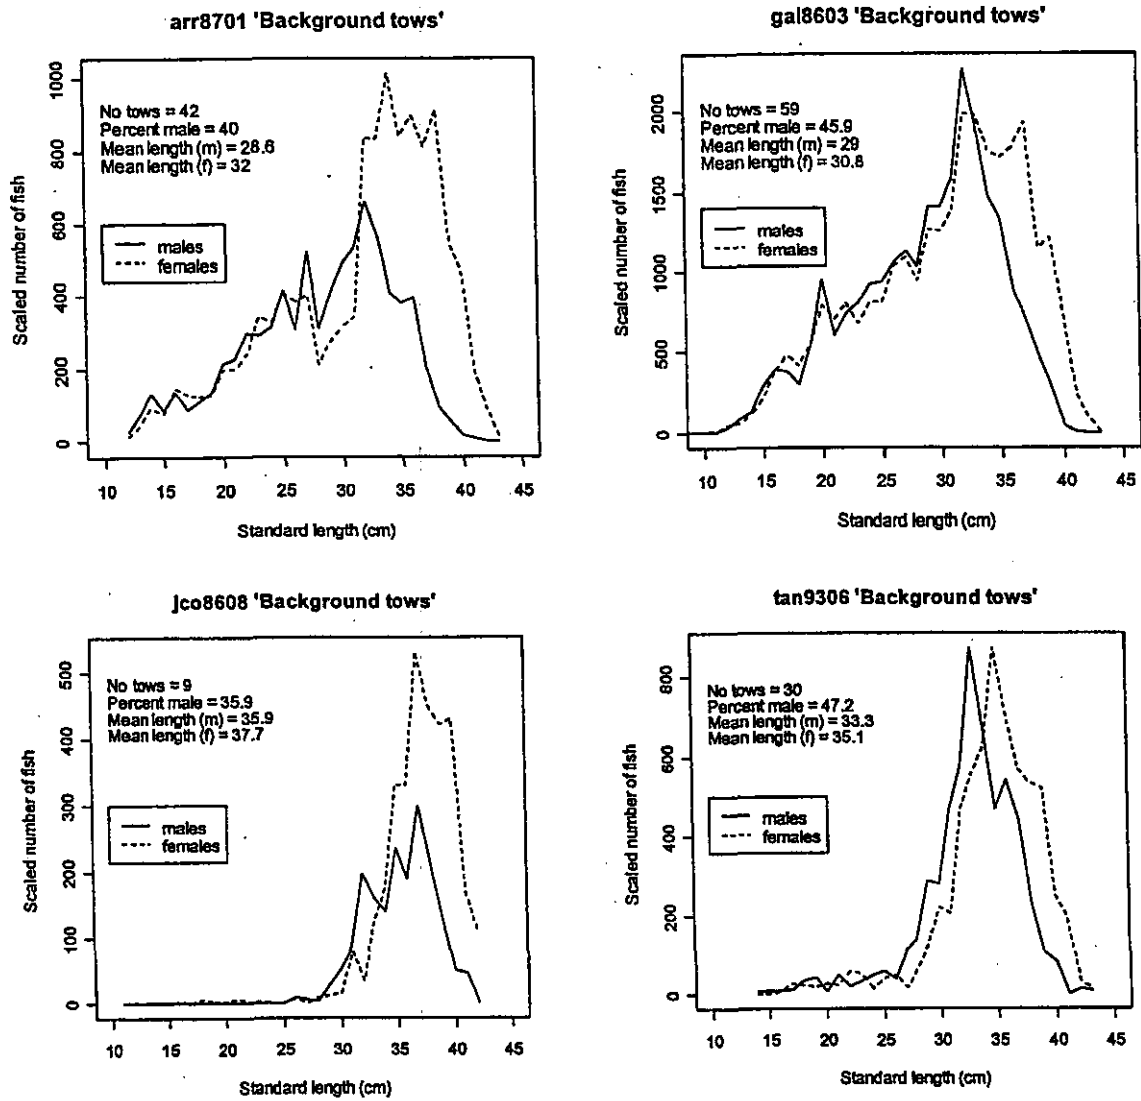 arr8701 'Background tows'
Scaled number of fish
1000
800
600
400
200
0
No tows = 42
Percent male = 40
Mean length (m) = 28.6
Mean length (f) = 32
males
females
10 15 20 25 30 35 40 45
Standard length (cm)
gal8603 'Background tows'
Scaled number of fish
2000
1500
1000
500
0
No tows = 59
Percent male = 45.9
Mean length (m) = 29
Mean length (f) = 30.8
males
females
10 15 20 25 30 35 40 45
Standard length (cm)
jco8608 'Background tows'
Scaled number of fish
500
400
300
200
100
0
No tows = 9
Percent male = 35.9
Mean length (m) = 35.9
Mean length (f) = 37.7
males
females
10 15 20 25 30 35 40 45
Standard length (cm)
tan9306 'Background tows'
Scaled number of fish
800
600
400
200
0
No tows = 30
Percent male = 47.2
Mean length (m) = 33.3
Mean length (f) = 35.1
males
females
10 15 20 25 30 35 40 45
Standard length (cm)